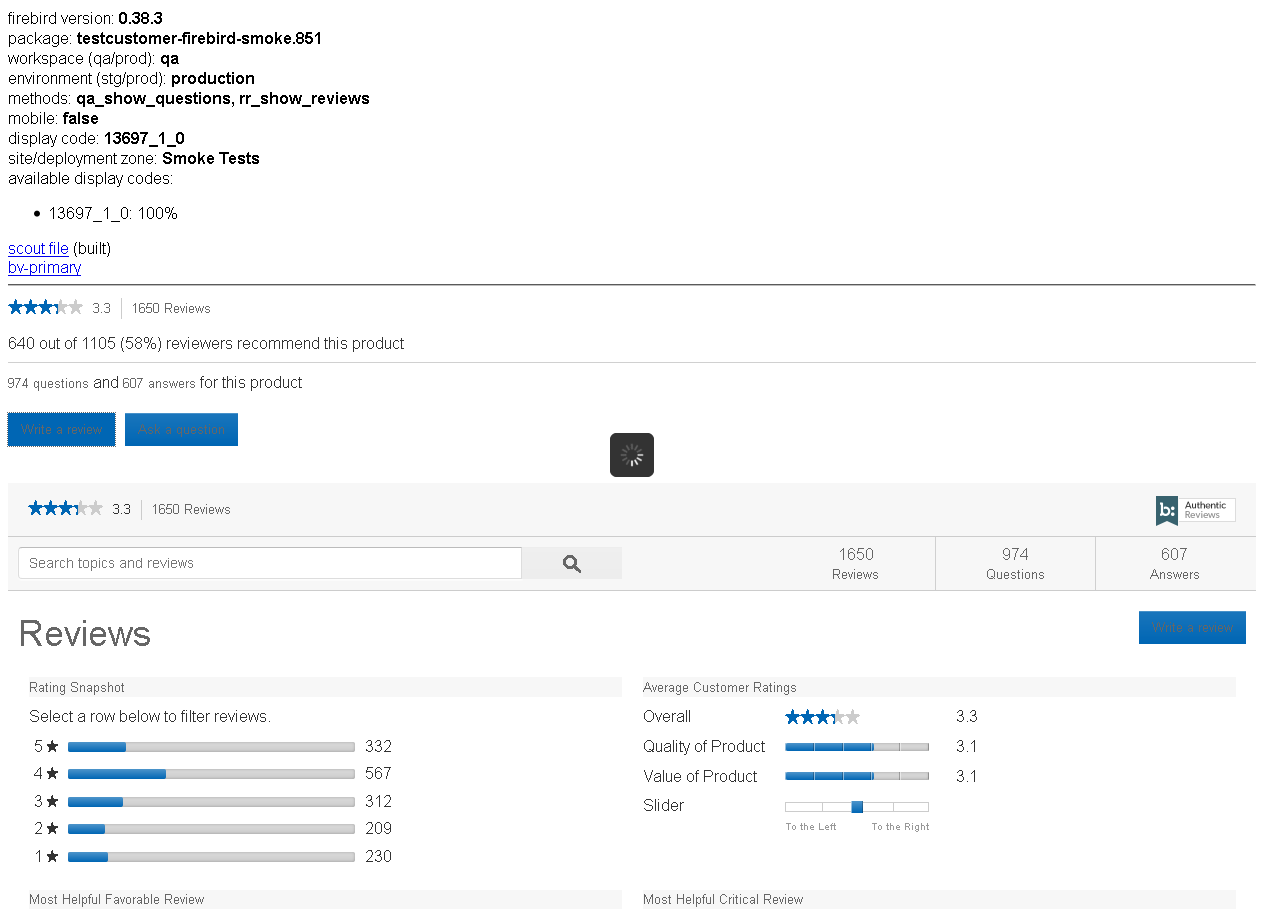 firebird version: 0.38.3
package: testcustomer-firebird-smoke.851
workspace (qa/prod): qa
environment (stg/prod): production
methods: qa_show_questions, rr_show_reviews
mobile: false
display code: 13697_1_0
site/deployment zone: Smoke Tests
available display codes:
• 13697_1_0: 100%
scout file (built)
bv-primary
3.3 1650 Reviews
640 out of 1105 (58%) reviewers recommend this product
974 questions and 607 answers for this product
Write a review Ask a question
3.3 1650 Reviews
b: Authentic Reviews
Search topics and reviews
1650 Reviews
974 Questions
607 Answers
Reviews
Write a review
Rating Snapshot
Select a row below to filter reviews.
5 ★ 332
4 ★ 567
3 ★ 312
2 ★ 209
1 ★ 230
Average Customer Ratings
Overall 3.3
Quality of Product 3.1
Value of Product 3.1
Slider
To the Left To the Right
Most Helpful Favorable Review
Most Helpful Critical Review